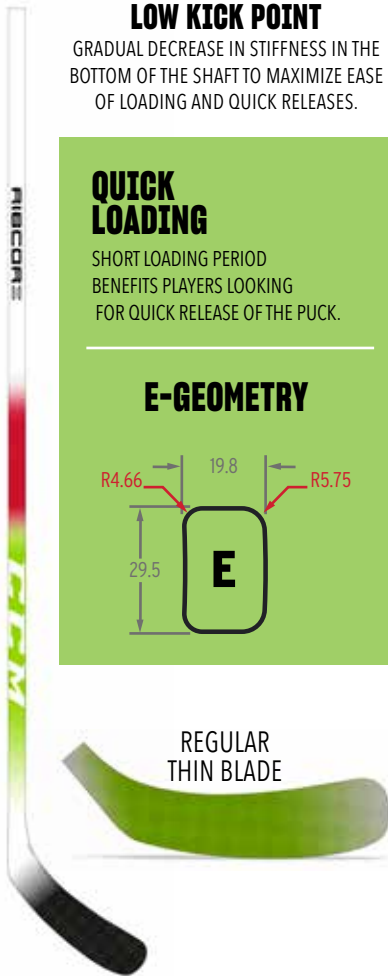 LOW KICK POINT
GRADUAL DECREASE IN STIFFNESS IN THE
BOTTOM OF THE SHAFT TO MAXIMIZE EASE
OF LOADING AND QUICK RELEASES.
RIBCOR
CCM
QUICK
LOADING
SHORT LOADING PERIOD
BENEFITS PLAYERS LOOKING
FOR QUICK RELEASE OF THE PUCK.
E-GEOMETRY
19.8
R4.66
R5.75
29.5
E
REGULAR
THIN BLADE